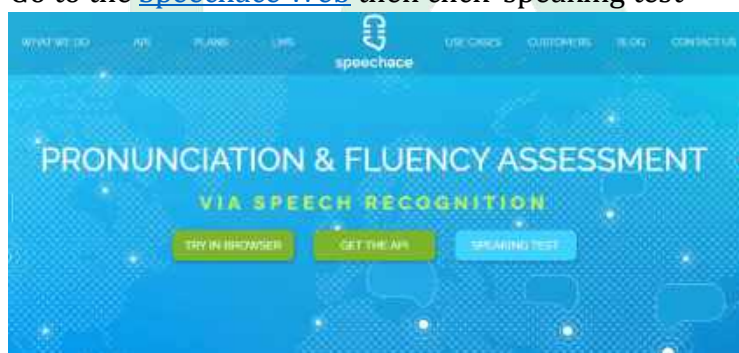 Go to the Speechace Web then click 'speaking test'
WHAT WE DO API PLANS LMS speechace USE CASES CUSTOMERS BLOG CONTACT US
PRONUNCIATION & FLUENCY ASSESSMENT
VIA SPEECH RECOGNITION
TRY IN BROWSER GET THE API SPEAKING TEST